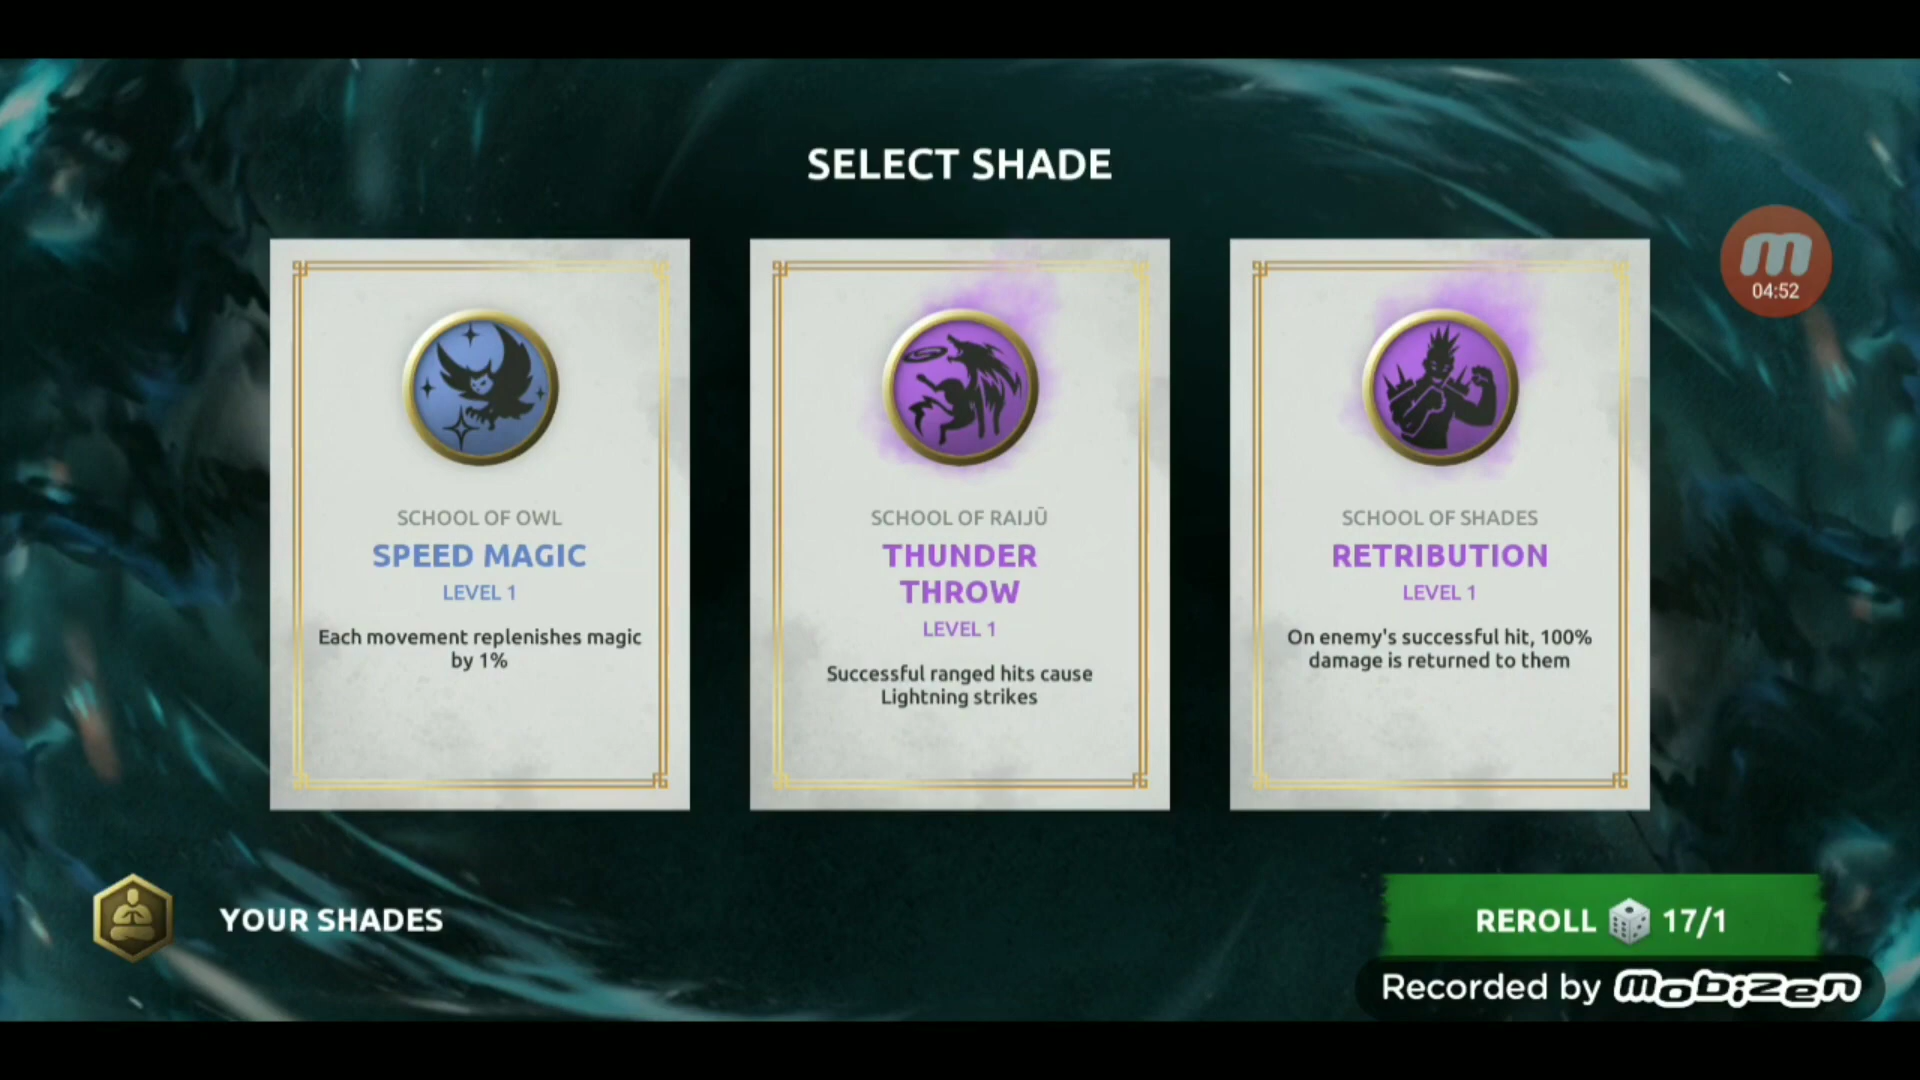 SELECT SHADE
m
04:52
SCHOOL OF OWL
SPEED MAGIC
LEVEL 1
Each movement replenishes magic
by 1%
SCHOOL OF RAIJŪ
THUNDER
THROW
LEVEL 1
Successful ranged hits cause
Lightning strikes
SCHOOL OF SHADES
RETRIBUTION
LEVEL 1
On enemy's successful hit, 100%
damage is returned to them
YOUR SHADES
REROLL 17/1
Recorded by mobizen